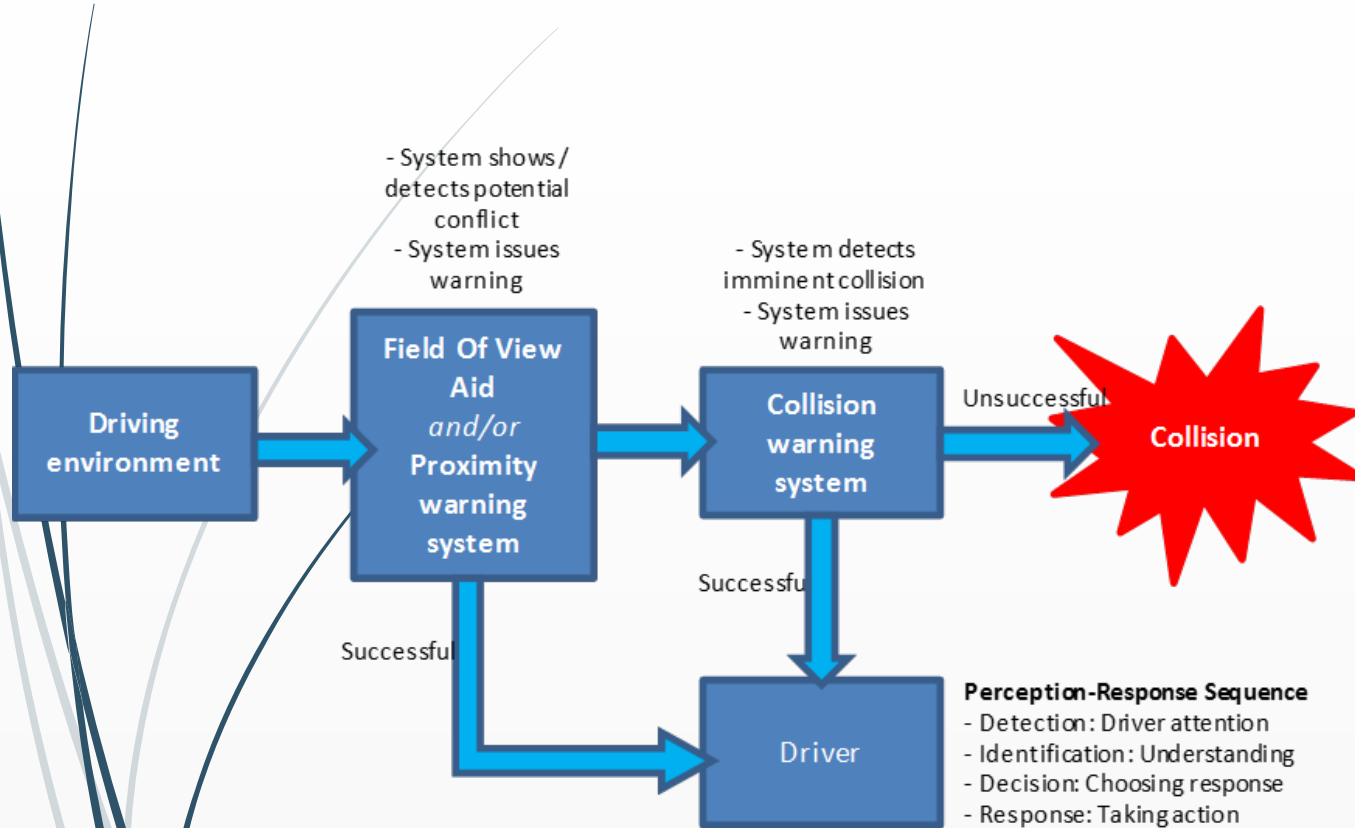 - System shows/
detects potential
conflict
- System issues
warning
- System detects
imminent collision
- System issues
warning
Driving
environment
Field Of View
Aid
and/or
Proximity
warning
system
Collision
warning
system
Unsuccessful
Collision
Successful
Successfu
Driver
Perception-Response Sequence
- Detection: Driver attention
- Identification: Understanding
- Decision: Choosing response
- Response: Taking action